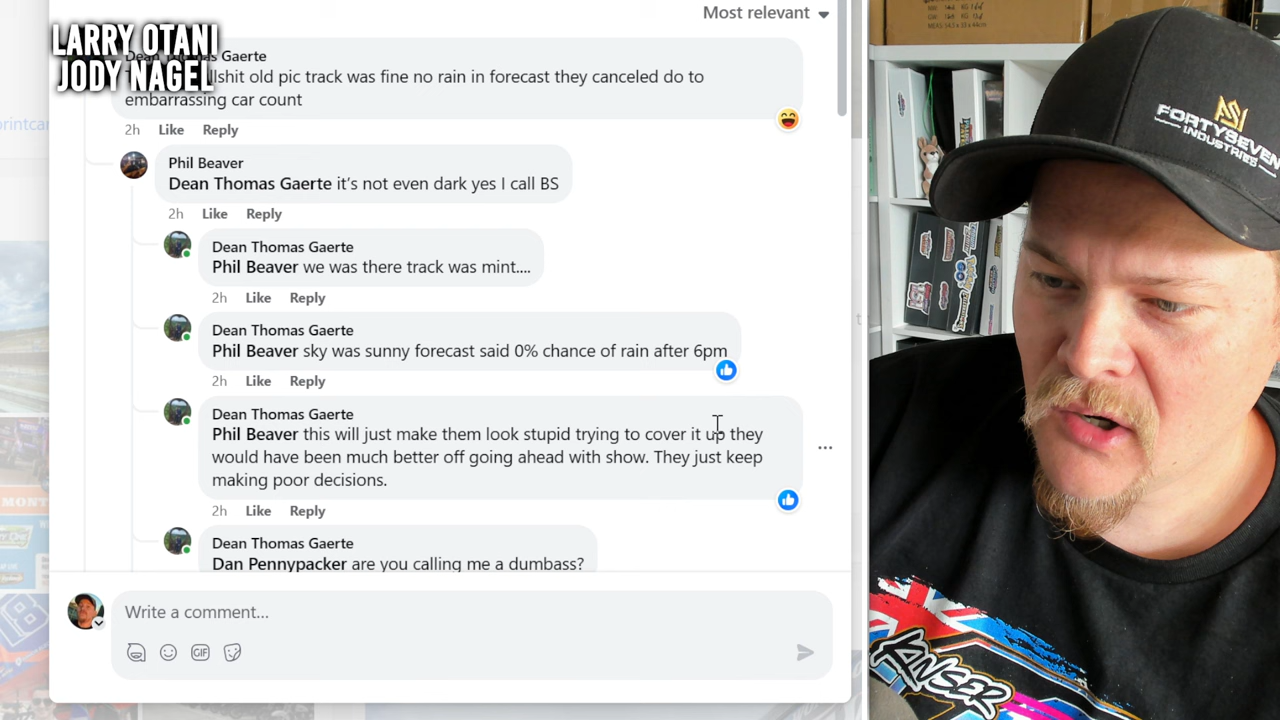 LARRY OTANI
JODY NAGEL
Most relevant
Dean Thomas Gaerte
old pic track was fine no rain in forecast they canceled do to
embarrassing car count
2h Like Reply
Phil Beaver
Dean Thomas Gaerte it's not even dark yes I call BS
2h Like Reply
Dean Thomas Gaerte
Phil Beaver we was there track was mint....
2h Like Reply
Dean Thomas Gaerte
Phil Beaver sky was sunny forecast said 0% chance of rain after 6pm
2h Like Reply
Dean Thomas Gaerte
Phil Beaver this will just make them look stupid trying to cover it up they
would have been much better off going ahead with show. They just keep
making poor decisions.
2h Like Reply
Dean Thomas Gaerte
Dan Pennypacker are you calling me a dumbass?
Write a comment...
GIF
FORTYSEVEN
INDUSTRIES
KINSER